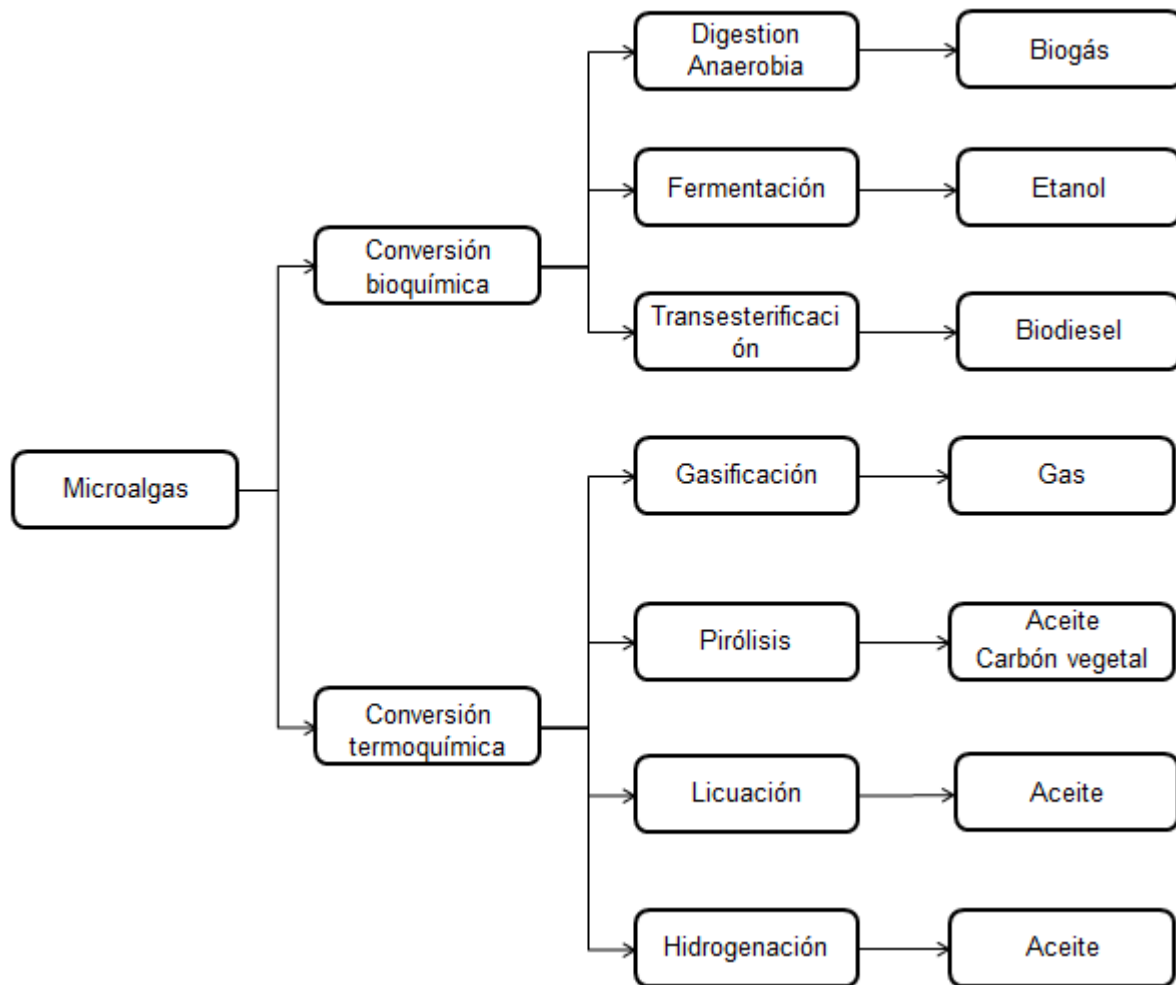 Digestion
Anaerobia
Biogás
Fermentación
Etanol
Conversión
bioquímica
Transesterificaci
ón
Biodiesel
Microalgas
Gasificación
Gas
Pirólisis
Aceite
Carbón vegetal
Conversión
termoquímica
Licuación
Aceite
Hidrogenación
Aceite